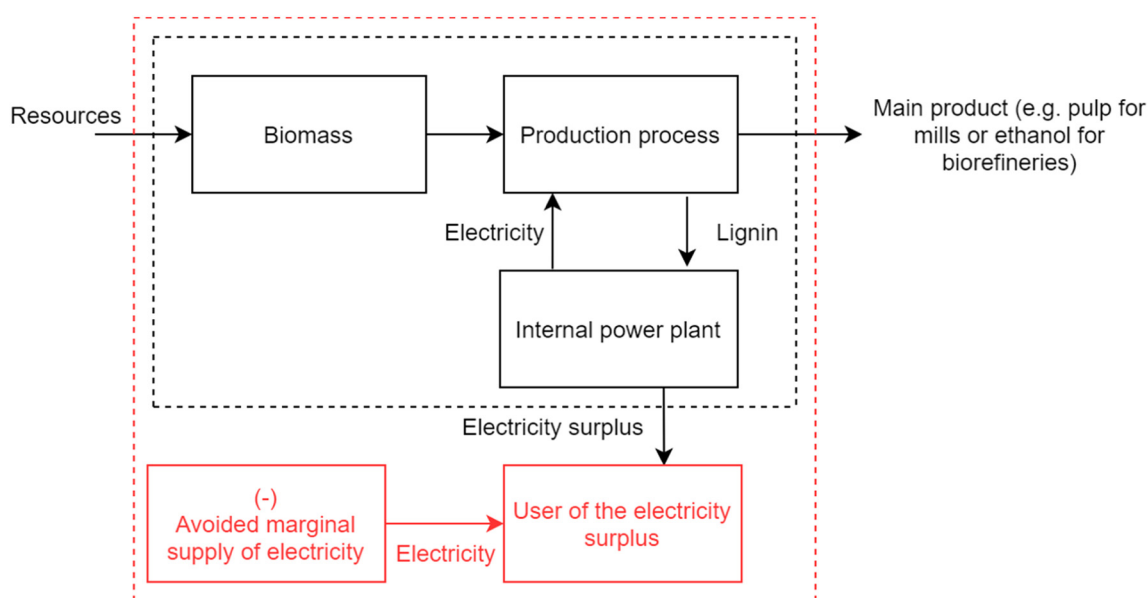 Resources
Biomass
Production process
Main product (e.g. pulp for
mills or ethanol for
biorefineries)
Electricity
Lignin
Internal power plant
Electricity surplus
(-)
Avoided marginal
supply of electricity
Electricity
User of the electricity
surplus